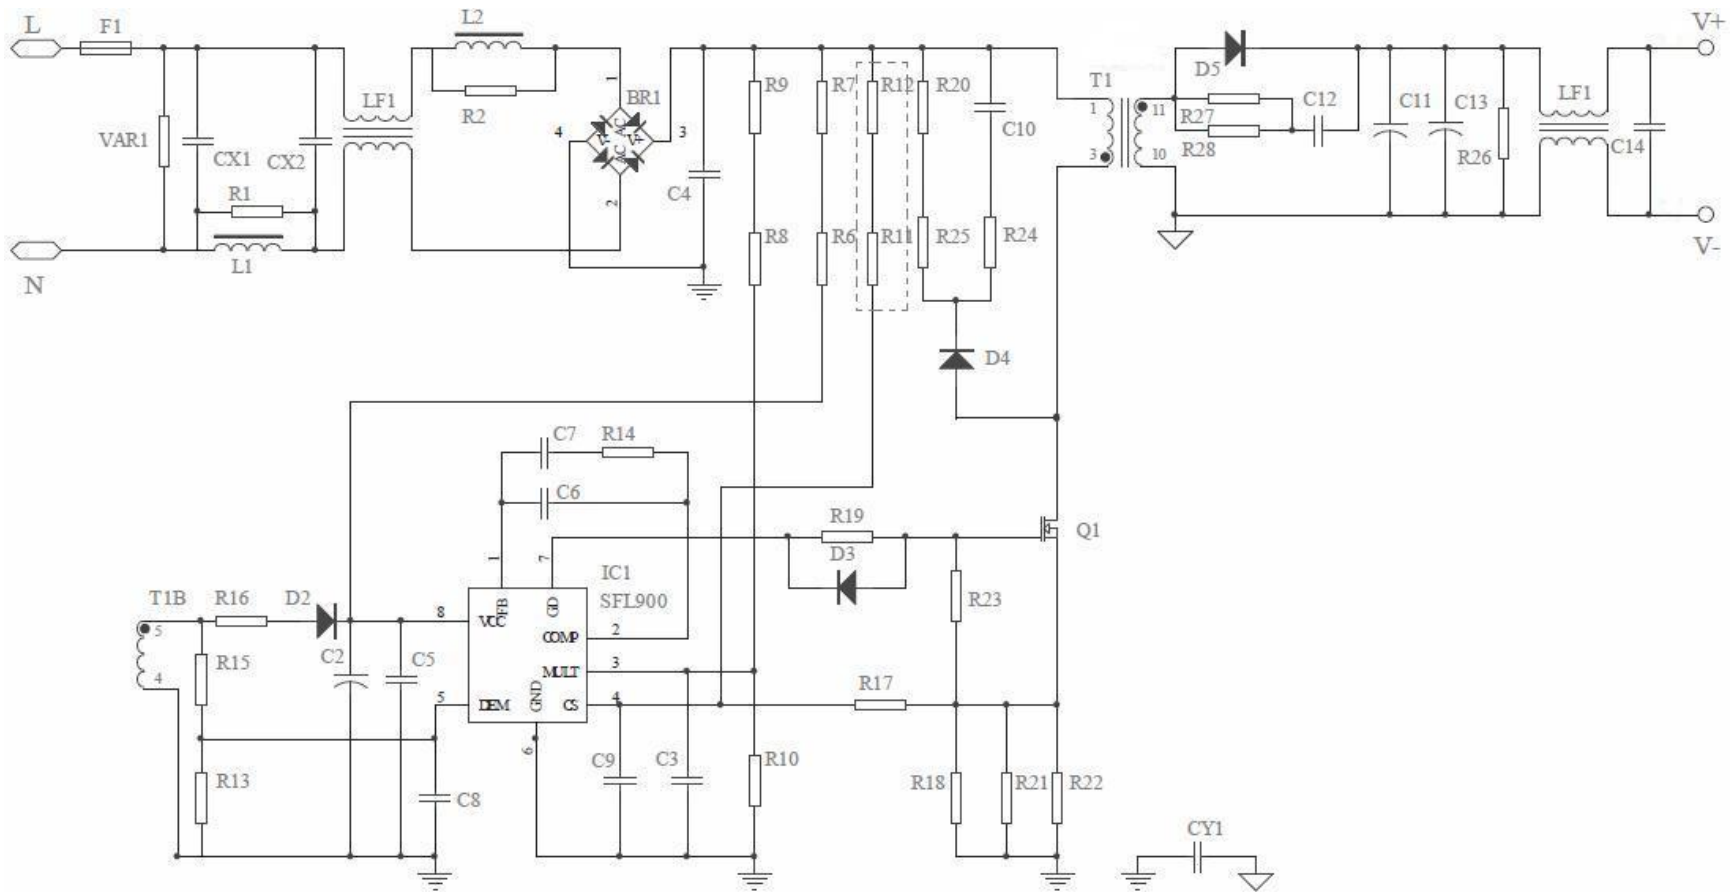 L F1 L2 V+
R9 R7 R12 R20 D5 T1
1 BR1 C10 1 11 C12 C11 C13 LF1
VAR1 LF1 R2 4 AC AC V- V+ 3 R27
CX1 CX2 AC 3 10 R28 R26 C14
R1 2 C4
N L1 R8 R6 R11 R25 R24 V-
D4
C7 R14
C6
R19 Q1
1 7 D3
IC1
SFL900
T1B R16 D2 8 VCC FB GD R23
5 COMP 2
R15 C2 C5 MULT 3
4 5 DEM GND CS 4 R17
6
R13 C8 C9 C3 R10 R18 R21 R22
CY1